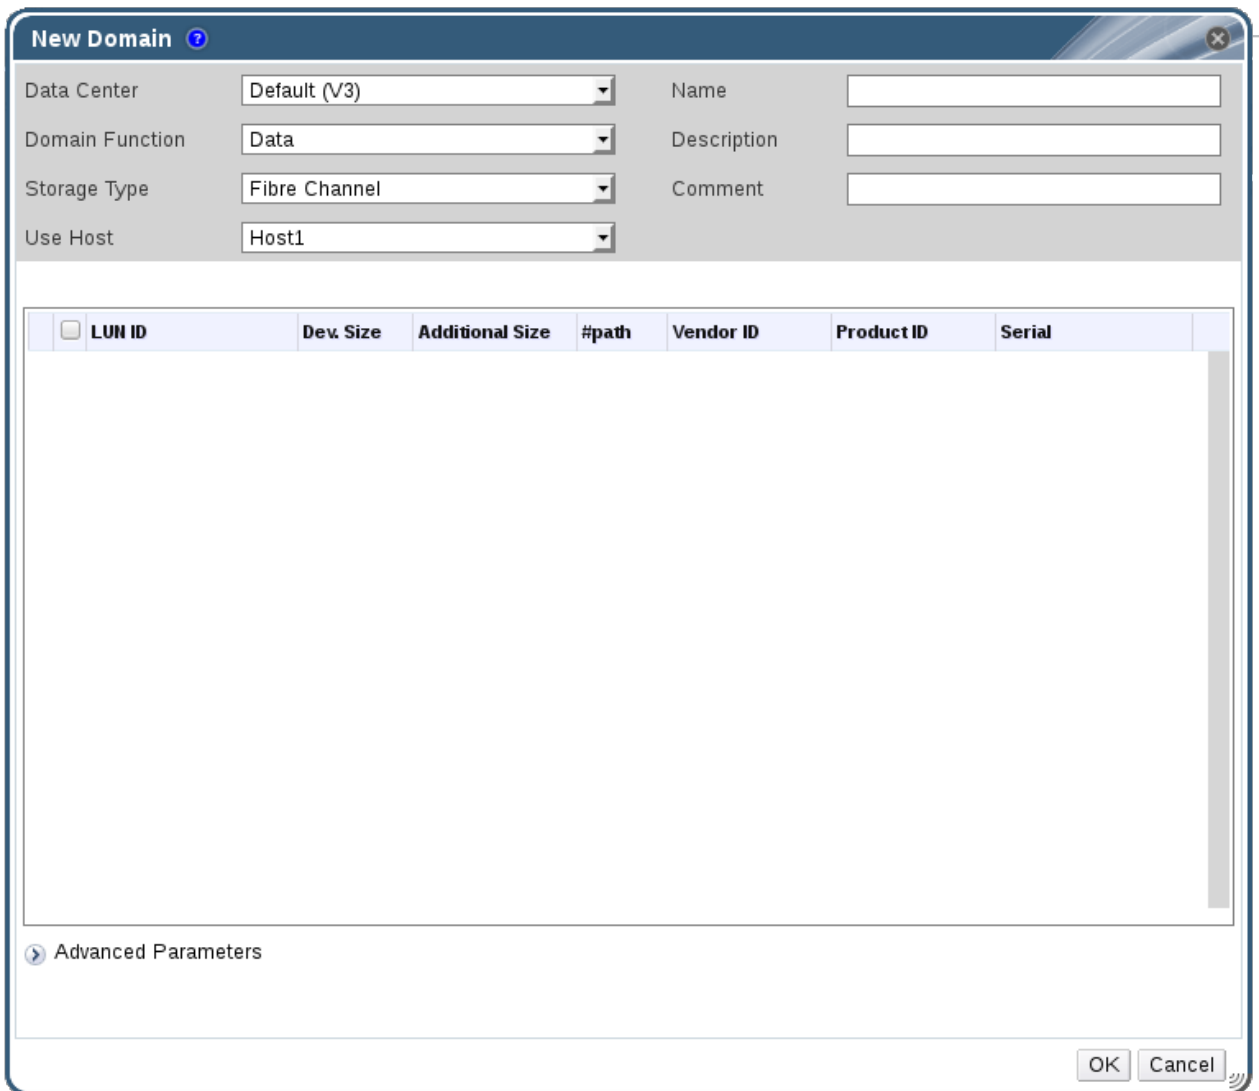 New Domain ?
Data Center Default (V3) Name
Domain Function Data Description
Storage Type Fibre Channel Comment
Use Host Host1
LUN ID Dev. Size Additional Size #path Vendor ID Product ID Serial
Advanced Parameters
OK Cancel